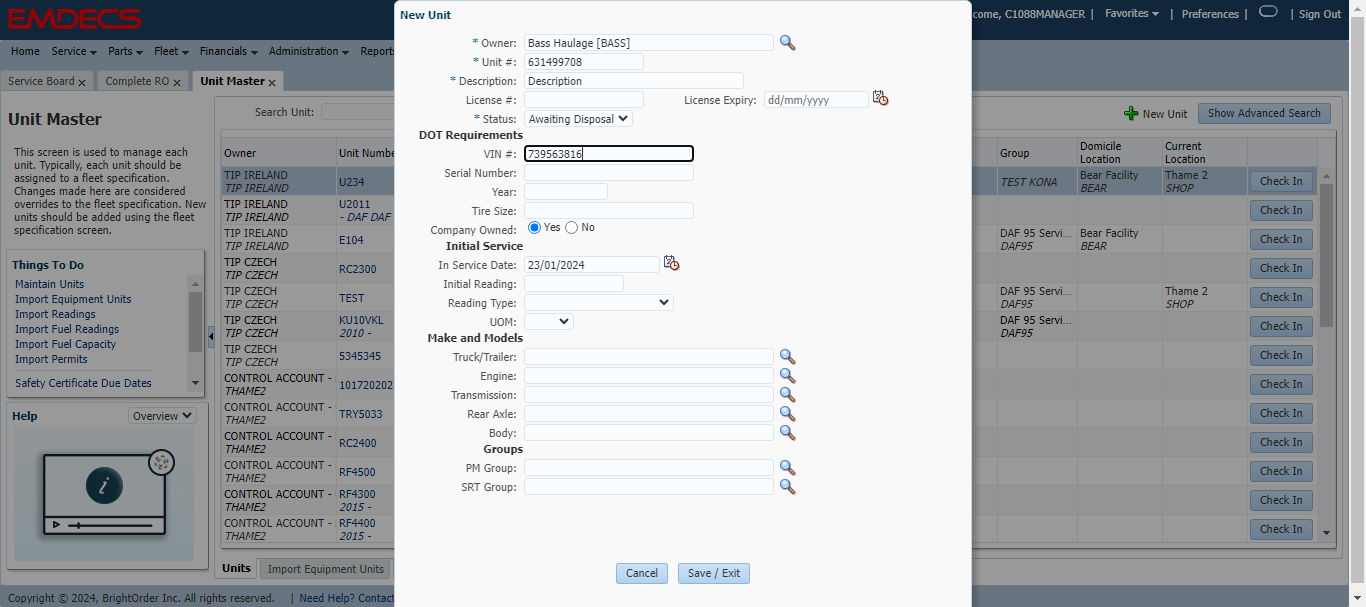 EMDECS
come, C1088MANAGER | Favorites | Preferences | | Sign Out
Home Service Parts Fleet Financials Administration Reports
Service Board x Complete RO x Unit Master x
Unit Master
This screen is used to manage each
unit. Typically, each unit should be
assigned to a fleet specification.
Changes made here are considered
overrides to the fleet specification. New
units should be added using the fleet
specification screen.
Things To Do
Maintain Units
Import Equipment Units
Import Readings
Import Fuel Readings
Import Fuel Capacity
Import Permits
Safety Certificate Due Dates
Help Overview
Search Unit:
Owner Unit Numbe
TIP IRELAND
TIP IRELAND
U234
TIP IRELAND
TIP IRELAND
U2011
- DAF DAF
TIP IRELAND
TIP IRELAND
E104
TIP CZECH
TIP CZECH
RC2300
TIP CZECH
TIP CZECH
TEST
TIP CZECH
TIP CZECH
KU10VKL
2010 -
TIP CZECH
TIP CZECH
5345345
CONTROL ACCOUNT -
THAME2
101720202
CONTROL ACCOUNT -
THAME2
TRY5033
CONTROL ACCOUNT -
THAME2
RC2400
CONTROL ACCOUNT -
THAME2
RF4500
CONTROL ACCOUNT -
THAME2
RF4300
2015 -
CONTROL ACCOUNT -
THAME2
RF4400
2015 -
Units Import Equipment Units
New Unit
* Owner: Bass Haulage [BASS]
* Unit #: 631499708
* Description: Description
License #: License Expiry: dd/mm/yyyy
* Status: Awaiting Disposal
DOT Requirements
VIN #: 739563816
Serial Number:
Year:
Tire Size:
Company Owned: Yes No
Initial Service
In Service Date: 23/01/2024
Initial Reading:
Reading Type:
UOM:
Make and Models
Truck/Trailer:
Engine:
Transmission:
Rear Axle:
Body:
Groups
PM Group:
SRT Group:
Cancel Save / Exit
New Unit Show Advanced Search
Group Domicile Location Current Location
TEST KONA
Bear Facility
BEAR
Thame 2
SHOP
Check In
Check In
DAF 95 Servi...
DAF95
Bear Facility
BEAR
Check In
Check In
DAF 95 Servi...
DAF95
Thame 2
SHOP
Check In
DAF 95 Servi...
DAF95
Check In
Check In
Check In
Check In
Check In
Check In
Check In
Check In
Copyright © 2024, BrightOrder Inc. All rights reserved. | Need Help? Contact